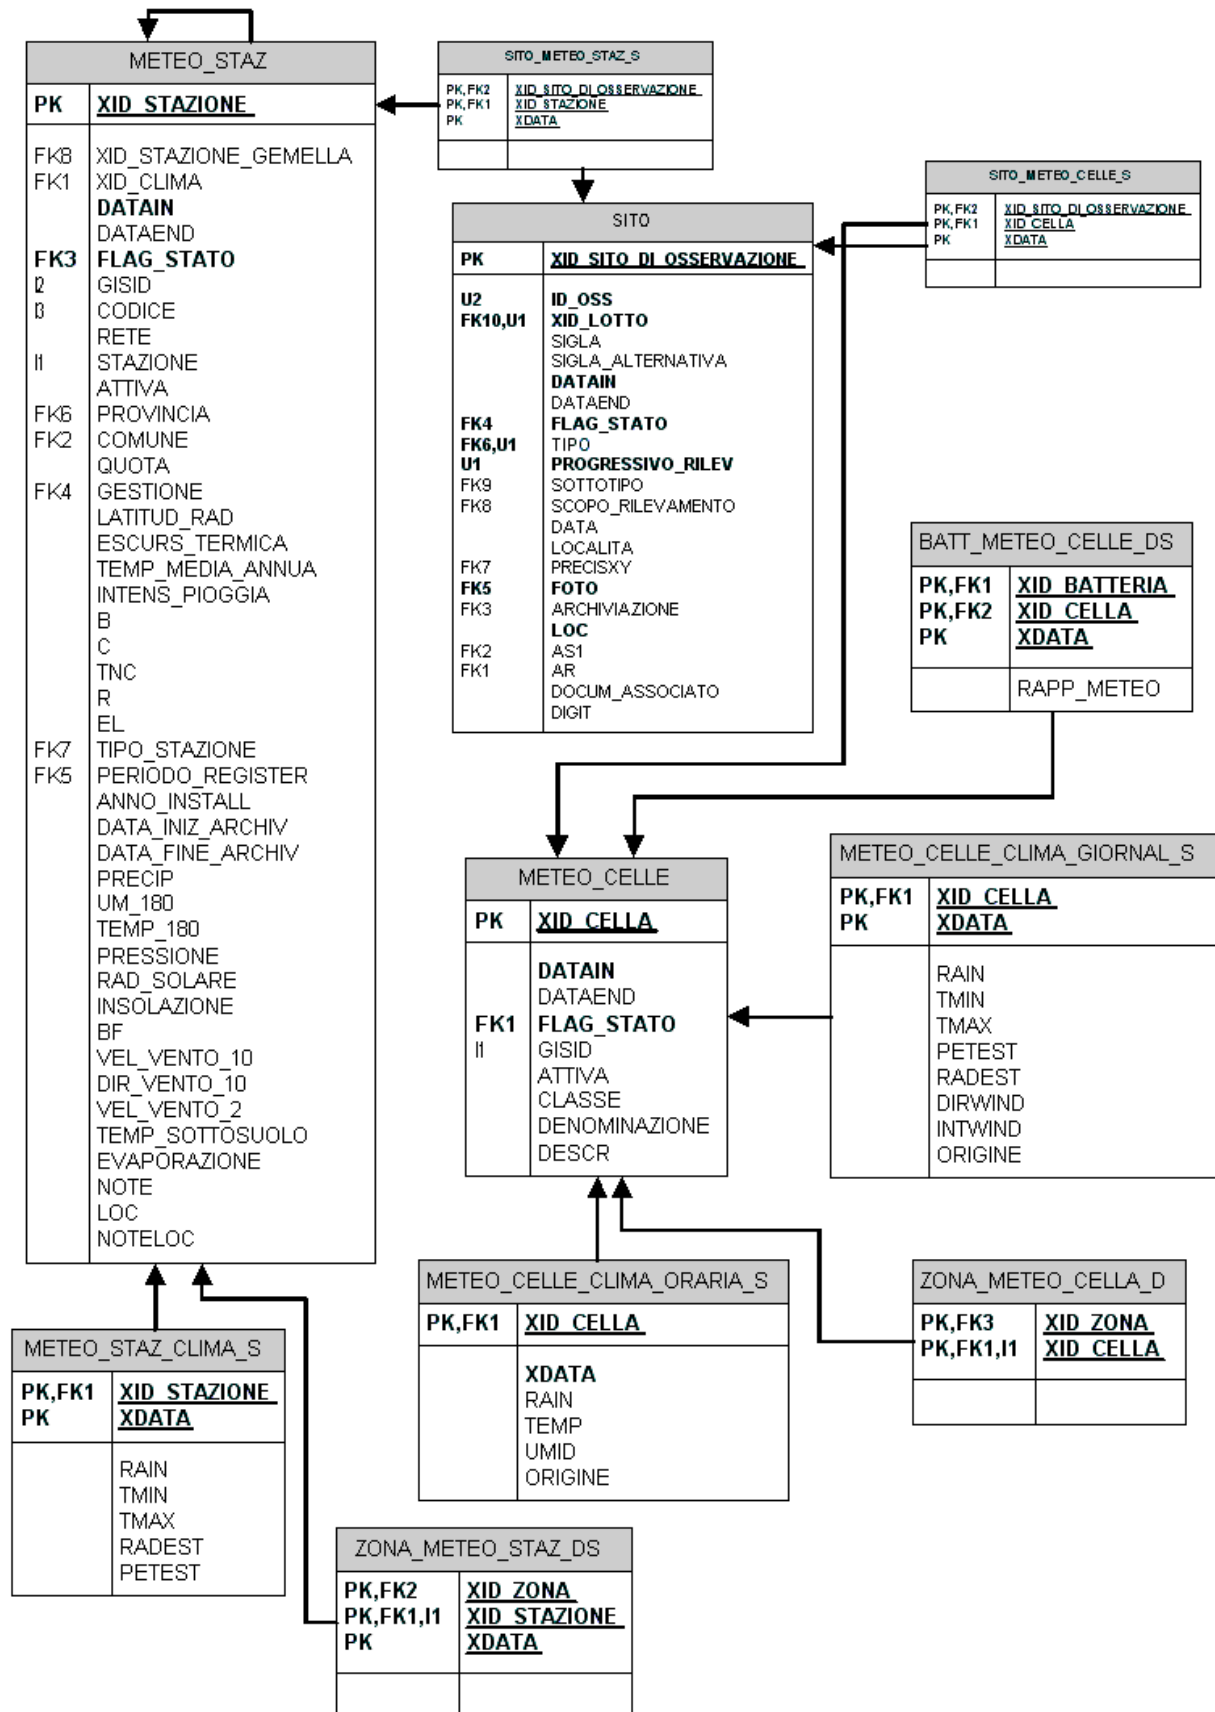 METEO_STAZ
PK XID_STAZIONE
FK8 XID_STAZIONE_GEMELLA
FK1 XID_CLIMA
DATAIN
DATAEND
FK3 FLAG_STATO
I2 GISID
I3 CODICE
RETE
I1 STAZIONE
ATTIVA
FK6 PROVINCIA
FK2 COMUNE
QUOTA
FK4 GESTIONE
LATITUD_RAD
ESCURS_TERMICA
TEMP_MEDIA_ANNUA
INTENS_PIOGGIA
B
C
TNC
R
EL
FK7 TIPO_STAZIONE
FK5 PERIODO_REGISTER
ANNO_INSTALL
DATA_INIZ_ARCHIV
DATA_FINE_ARCHIV
PRECIP
UM_180
TEMP_180
PRESSIONE
RAD_SOLARE
INSOLAZIONE
BF
VEL_VENTO_10
DIR_VENTO_10
VEL_VENTO_2
TEMP_SOTTOSUOLO
EVAPORAZIONE
NOTE
LOC
NOTELOC
SITO_METEO_STAZ_S
PK,FK2 XID_SITO_DI_OSSERVAZIONE
PK,FK1 XID_STAZIONE
PK XDATA
SITO_METEO_CELLE_S
PK,FK2 XID_SITO_DI_OSSERVAZIONE
PK,FK1 XID_CELLA
PK XDATA
SITO
PK XID_SITO_DI_OSSERVAZIONE
U2 ID_OSS
FK10,U1 XID_LOTTO
SIGLA
SIGLA_ALTERNATIVA
DATAIN
DATAEND
FK4 FLAG_STATO
FK6,U1 TIPO
U1 PROGRESSIVO_RILEV
FK9 SOTTOTIPO
FK8 SCOPO_RILEVAMENTO
DATA
LOCALITA
FK7 PRECISXY
FK5 FOTO
FK3 ARCHIVIAZIONE
LOC
FK2 AS1
FK1 AR
DOCUM_ASSOCIATO
DIGIT
BATT_METEO_CELLE_DS
PK,FK1 XID_BATTERIA
PK,FK2 XID_CELLA
PK XDATA
RAPP_METEO
METEO_CELLE
PK XID_CELLA
DATAIN
DATAEND
FK1 FLAG_STATO
I1 GISID
ATTIVA
CLASSE
DENOMINAZIONE
DESCR
METEO_CELLE_CLIMA_GIORNAL_S
PK,FK1 XID_CELLA
PK XDATA
RAIN
TMIN
TMAX
PETEST
RADEST
DIRWIND
INTWIND
ORIGINE
METEO_CELLE_CLIMA_ORARIA_S
PK,FK1 XID_CELLA
XDATA
RAIN
TEMP
UMID
ORIGINE
ZONA_METEO_CELLA_D
PK,FK3 XID_ZONA
PK,FK1,I1 XID_CELLA
METEO_STAZ_CLIMA_S
PK,FK1 XID_STAZIONE
PK XDATA
RAIN
TMIN
TMAX
RADEST
PETEST
ZONA_METEO_STAZ_DS
PK,FK2 XID_ZONA
PK,FK1,I1 XID_STAZIONE
PK XDATA